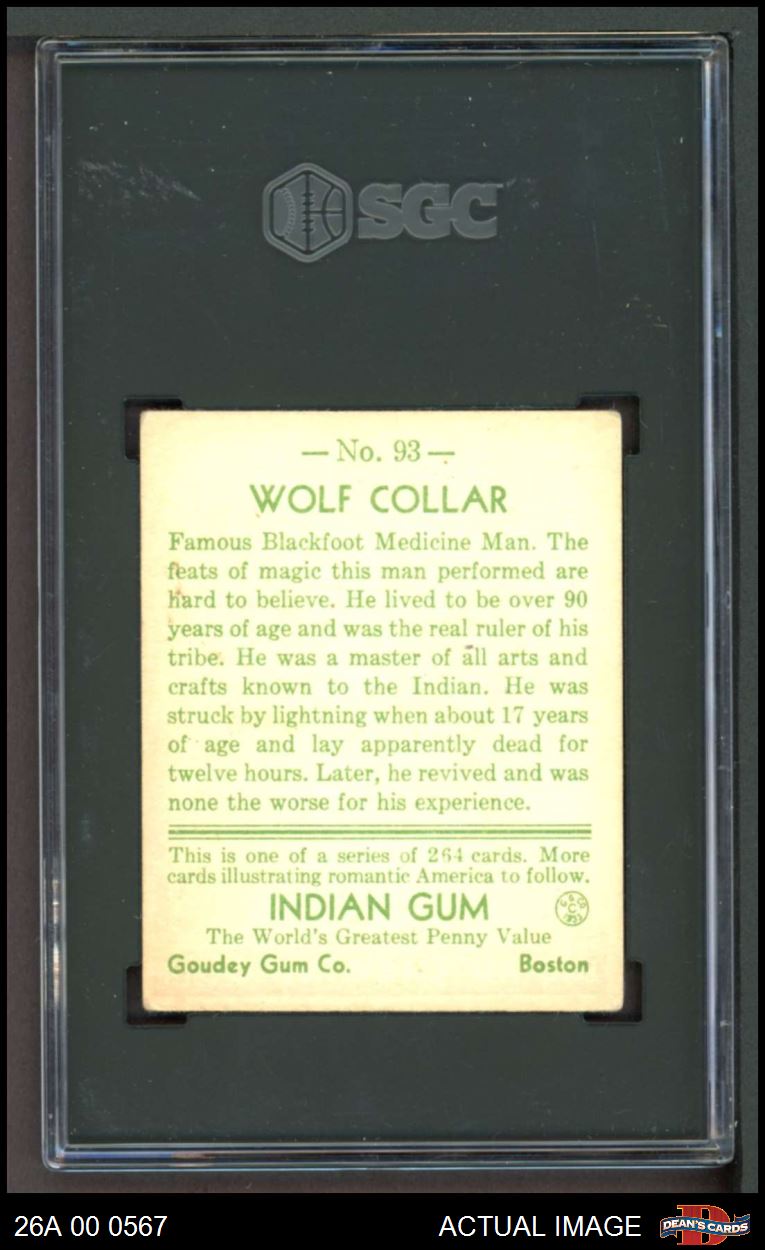 SGC
— No. 93 —
WOLF COLLAR
Famous Blackfoot Medicine Man. The
feats of magic this man performed are
hard to believe. He lived to be over 90
years of age and was the real ruler of his
tribe. He was a master of all arts and
crafts known to the Indian. He was
struck by lightning when about 17 years
of age and lay apparently dead for
twelve hours. Later, he revived and was
none the worse for his experience.
This is one of a series of 264 cards. More
cards illustrating romantic America to follow.
INDIAN GUM
The World's Greatest Penny Value
Goudey Gum Co. Boston
26A 00 0567 ACTUAL IMAGE DEAN'S CARDS